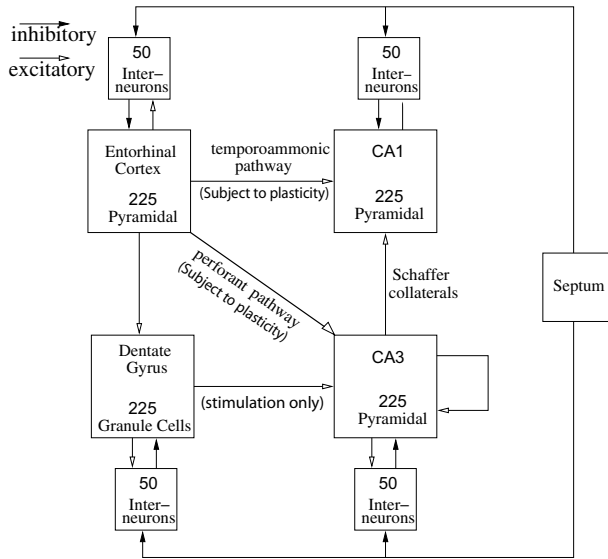 inhibitory
excitatory
50
Inter–
neurons
50
Inter–
neurons
Entorhinal
Cortex
225
Pyramidal
temporoammonic
pathway
(Subject to plasticity)
CA1
225
Pyramidal
perforant pathway
(Subject to plasticity)
Schaffer
collaterals
Septum
Dentate
Gyrus
225
Granule Cells
(stimulation only)
CA3
225
Pyramidal
50
Inter–
neurons
50
Inter–
neurons